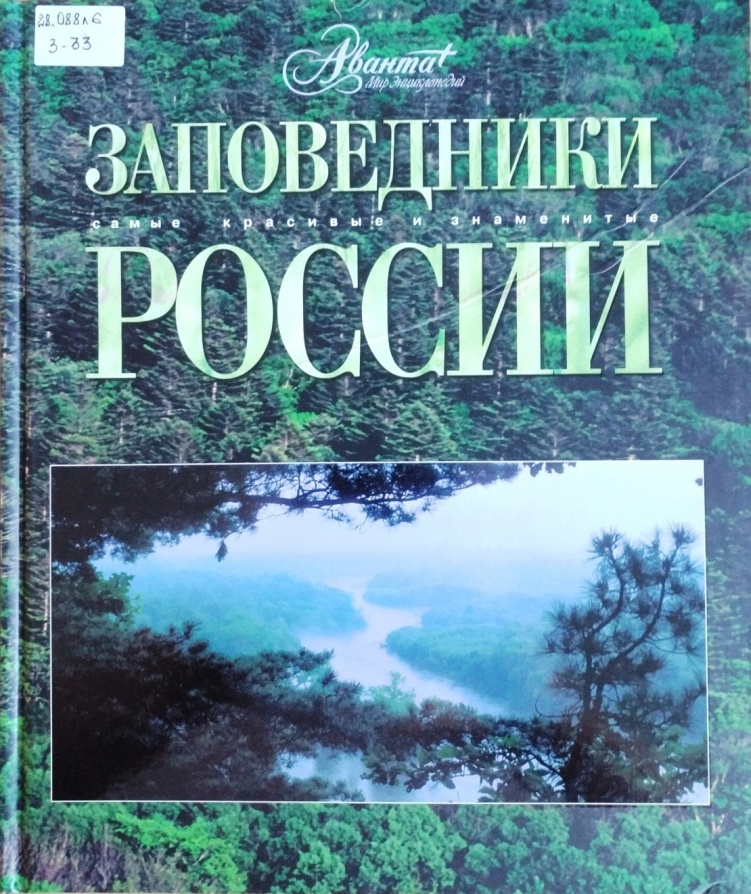 28.088л6
З-33
Аванта+
Мир Энциклопедий
ЗАПОВЕДНИКИ
самые красивые и знаменитые
РОССИИ